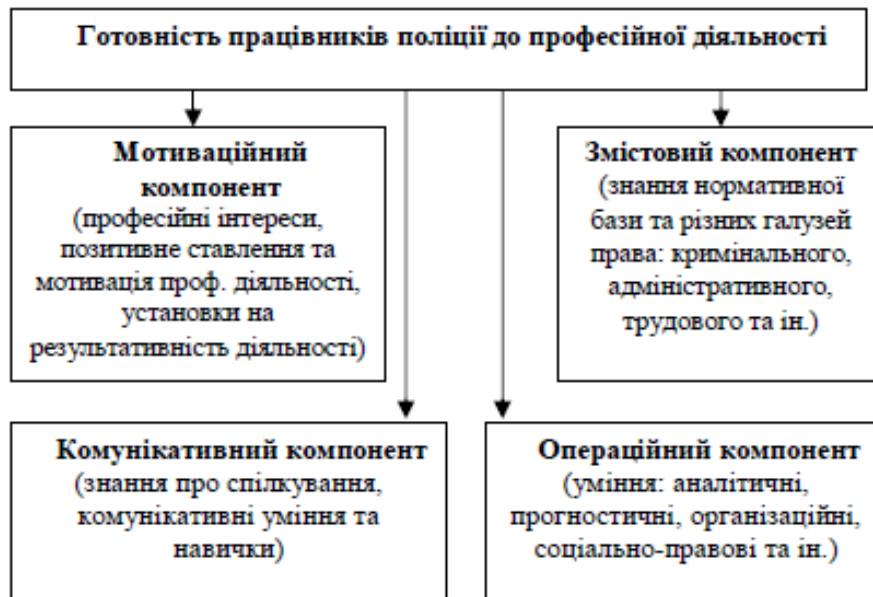 Готовність працівників поліції до професійної діяльності
Мотиваційний
компонент
(професійні інтереси,
позитивне ставлення та
мотивація проф. діяльності,
установки на
результативність діяльності)
Змістовий компонент
(знання нормативної
бази та різних галузей
права: кримінального,
адміністративного,
трудового та ін.)
Комунікативний компонент
(знання про спілкування,
комунікативні уміння та
навички)
Операційний компонент
(уміння: аналітичні,
прогностичні, організаційні,
соціально-правові та ін.)